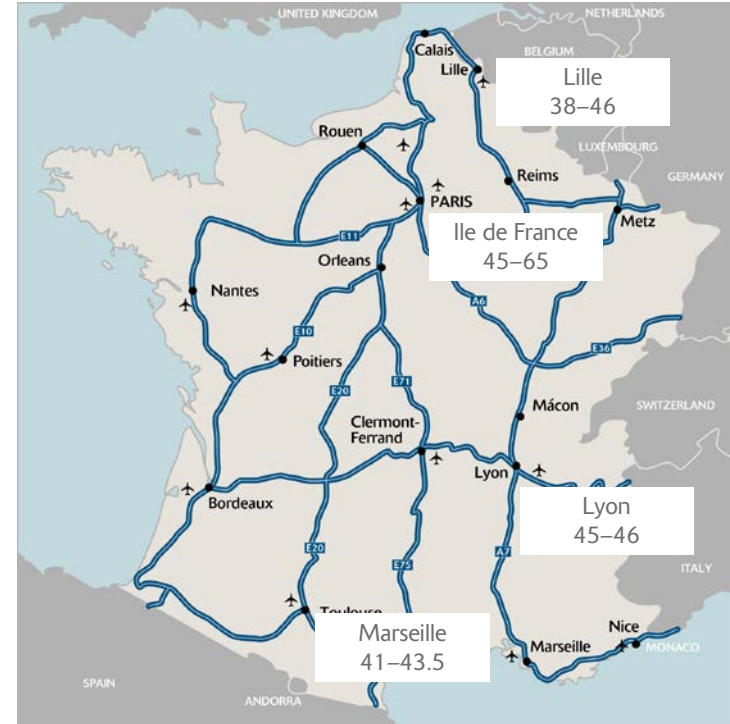 UNITED KINGDOM
NETHERLANDS
Calais
BELGIUM
Lille
Lille
38–46
Rouen
LUXEMBOURG
Reims
GERMANY
PARIS
Metz
Ile de France
45–65
E11
Orleans
Nantes
A6
E10
E36
Poitiers
E20
E71
Mácon
SWITZERLAND
Clermont-
Ferrand
Lyon
Bordeaux
Lyon
45–46
E20
A7
E75
ITALY
Toulouse
Marseille
41–43.5
Nice
Marseille
MONACO
SPAIN
ANDORRA